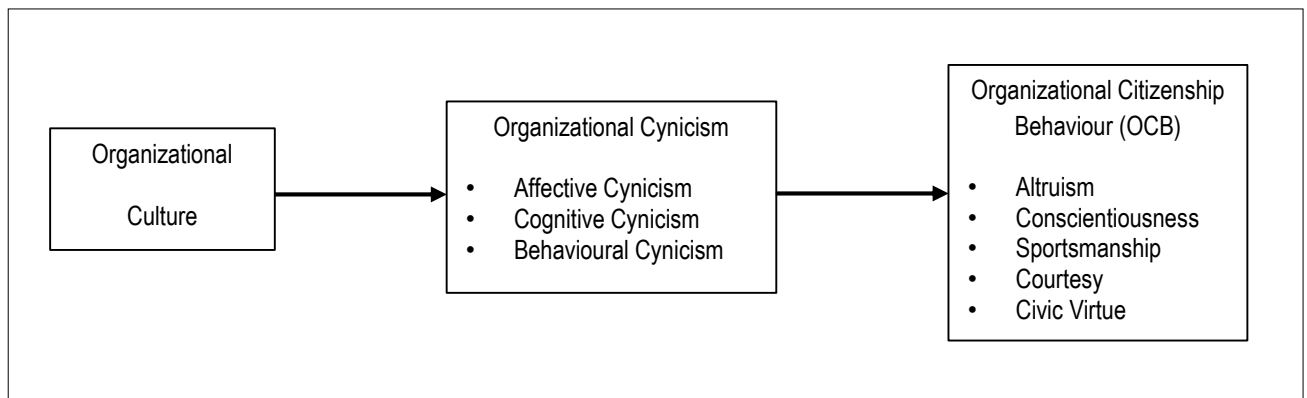 Organizational
Culture
Organizational Cynicism
• Affective Cynicism
• Cognitive Cynicism
• Behavioural Cynicism
Organizational Citizenship
Behaviour (OCB)
• Altruism
• Conscientiousness
• Sportsmanship
• Courtesy
• Civic Virtue